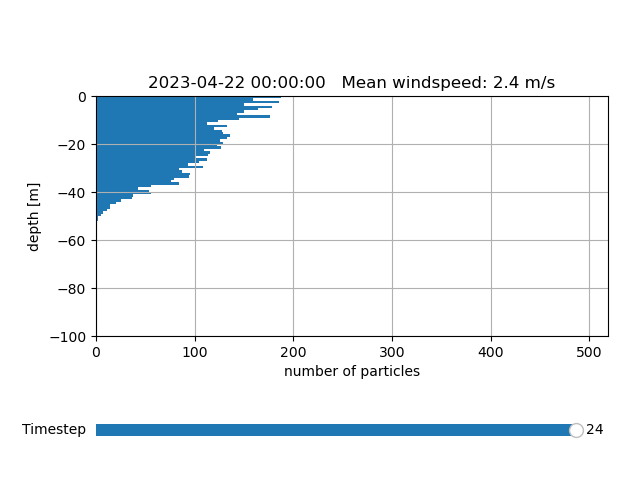 2023-04-22 00:00:00   Mean windspeed: 2.4 m/s
0
−20
−40
−60
−80
−100
depth [m]
0 100 200 300 400 500
number of particles
Timestep 24